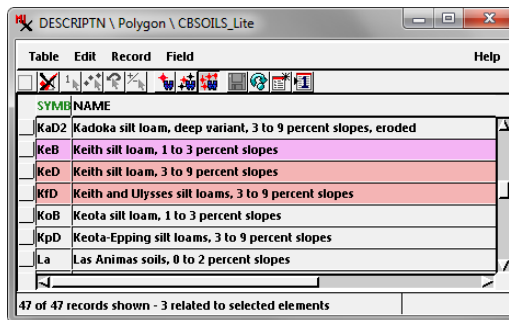 DESCRIPTN \ Polygon \ CBSOILS_Lite
Table Edit Record Field Help
SYMB NAME
KaD2 Kadoka silt loam, deep variant, 3 to 9 percent slopes, eroded
KeB Keith silt loam, 1 to 3 percent slopes
KeD Keith silt loam, 3 to 9 percent slopes
KfD Keith and Ulysses silt loams, 3 to 9 percent slopes
KoB Keota silt loam, 1 to 3 percent slopes
KpD Keota-Epping silt loams, 3 to 9 percent slopes
La Las Animas soils, 0 to 2 percent slopes
47 of 47 records shown - 3 related to selected elements